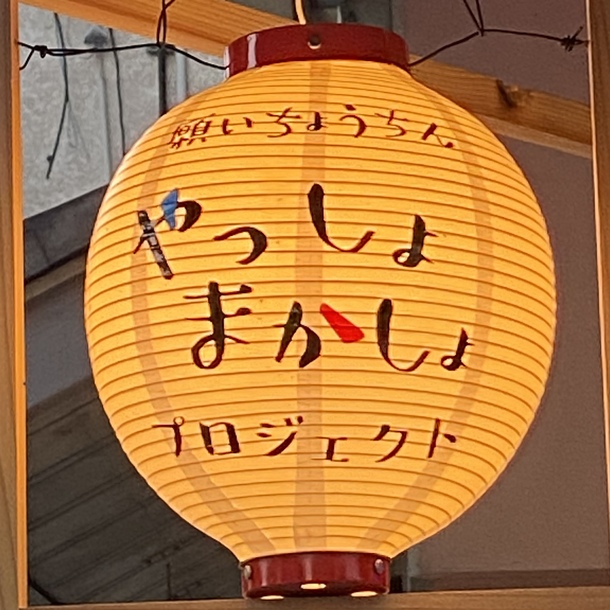 願いちょうちん
やっしょ
まかしょ
プロジェクト